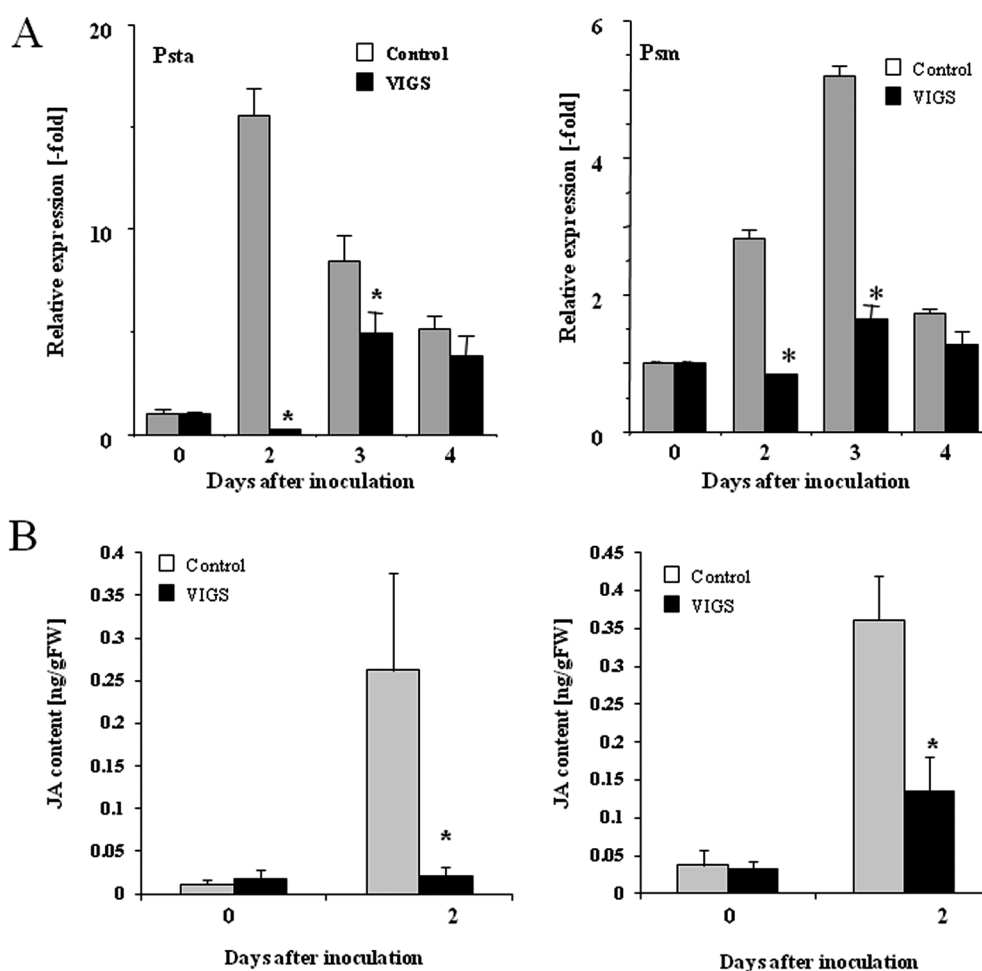 A
Psta
Control
VIGS
Relative expression [-fold]
20
10
0
0 2 3 4
Days after inoculation
Psm
Control
VIGS
Relative expression [-fold]
6
4
2
0
0 2 3 4
Days after inoculation
* * * *
B
Control
VIGS
JA content [ng/gFW]
0.4
0.35
0.3
0.25
0.2
0.15
0.1
0.05
0
*
0 2
Days after inoculation
Control
VIGS
JA content [ng/gFW]
0.45
0.4
0.35
0.3
0.25
0.2
0.15
0.1
0.05
0
*
0 2
Days after inoculation